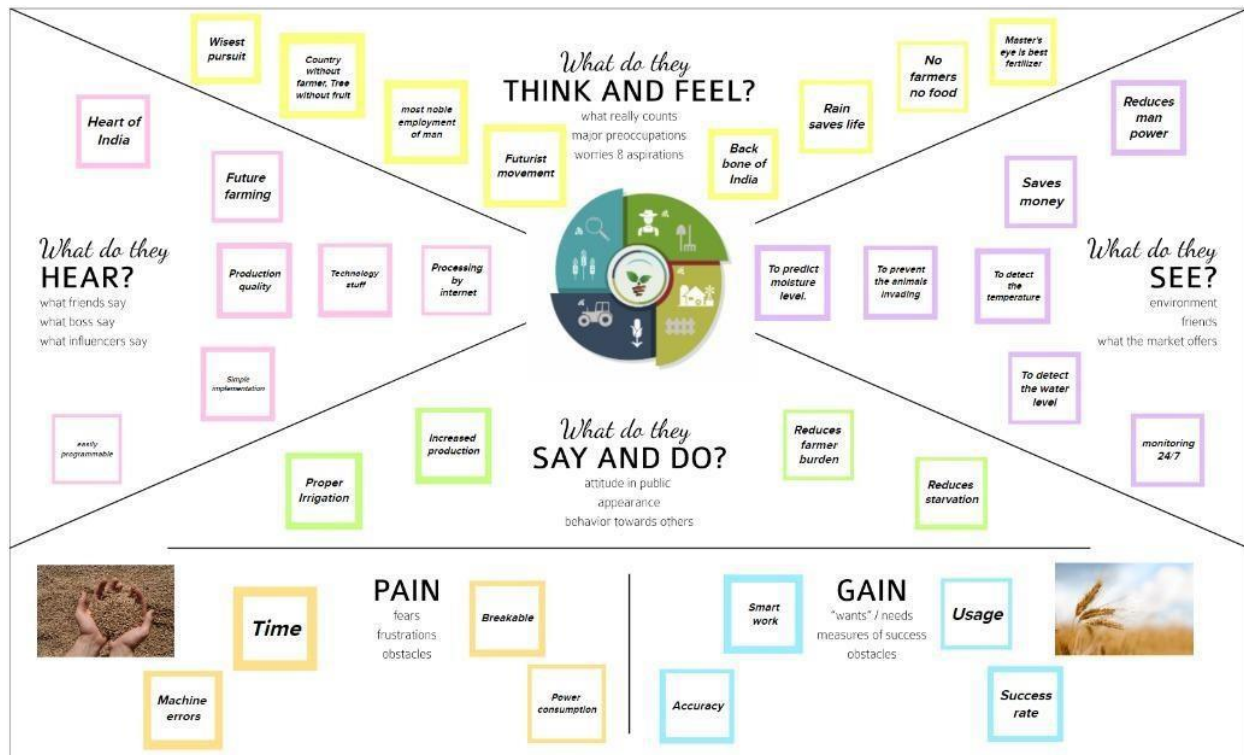 Wisest
pursuit
Country
without
farmer, Tree
without fruit
most noble
employment
of man
Futurist
movement
What do they
THINK AND FEEL?
what really counts
major preoccupations
worries 8 aspirations
Back
bone of
India
Rain
saves life
No
farmers
no food
Master's
eye is best
fertilizer
Heart of
India
Future
farming
What do they
HEAR?
what friends say
what boss say
what influencers say
Production
quality
Technology
stuff
Processing
by
internet
Simple
implementation
easily
programmable
Reduces
man
power
Saves
money
To predict
moisture
level.
To prevent
the animals
invading
To detect
the
temperature
What do they
SEE?
environment
friends
what the market offers
To detect
the water
level
monitoring
24/7
What do they
SAY AND DO?
attitude in public
appearance
behavior towards others
Increased
production
Proper
Irrigation
Reduces
farmer
burden
Reduces
starvation
PAIN
fears
frustrations
obstacles
Time
Breakable
Machine
errors
Power
consumption
GAIN
"wants" / needs
measures of success
obstacles
Smart
work
Usage
Accuracy
Success
rate